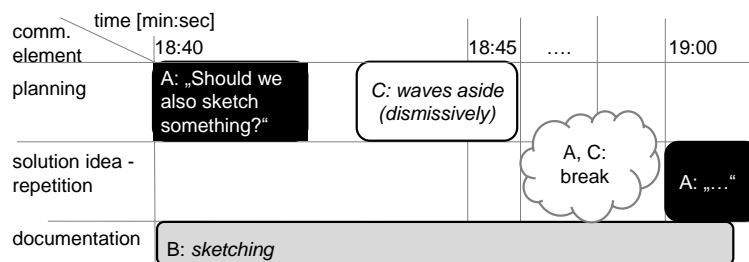 time [min:sec]
comm.
element
18:40
18:45
….
19:00
planning
A: „Should we
also sketch
something?“
C: waves aside
(dismissively)
solution idea -
repetition
A, C:
break
A: „…“
documentation
B: sketching